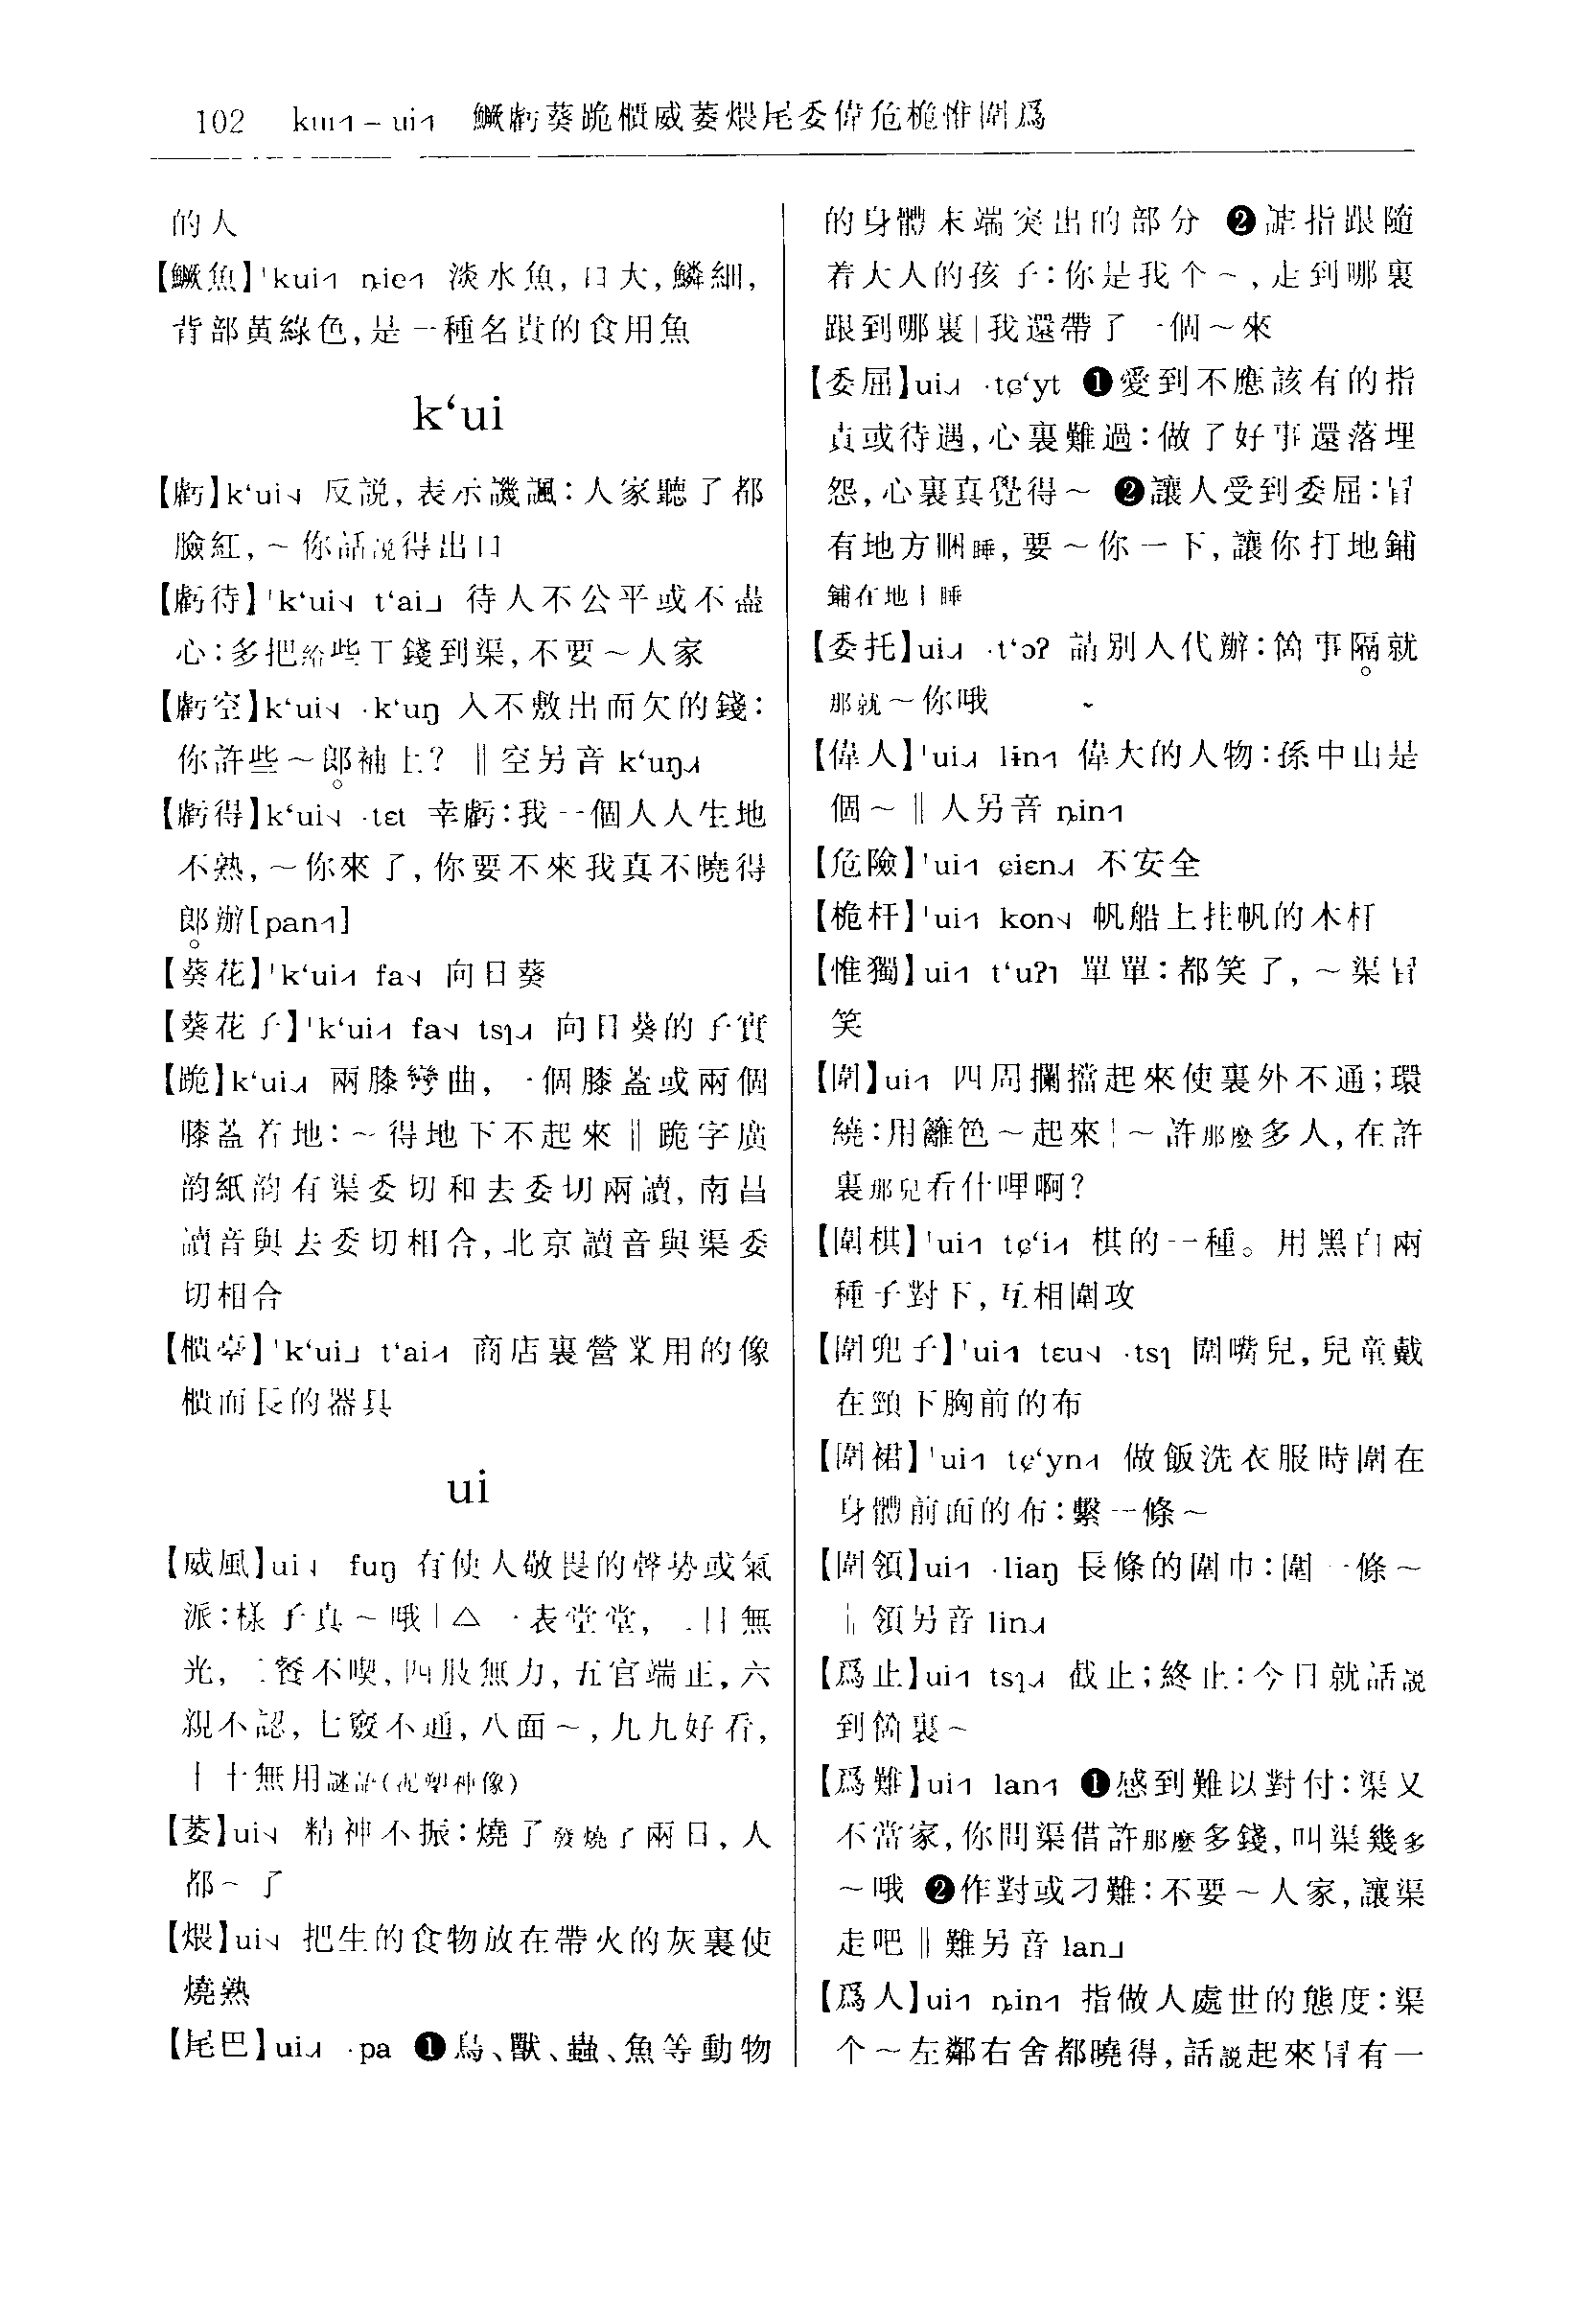 102 kui˧˥ – ui˧˥ 鱖虧葵跪櫃威萎煨尾委偉危桅惟圍爲
的人
【鱖魚】ˈkui˧˥ ȵie˧˥ 淡水魚,口大,鱗細,
背部黃綠色,是一種名貴的食用魚
k‘ui
【虧】k‘ui 反説,表示譏諷:人家聽了都
臉紅,～你話説得出口
【虧待】ˈk‘ui t‘ai˩ 待人不公平或不盡
心:多把給些工錢到渠,不要～人家
【虧空】k‘ui ·k‘uŋ 入不敷出而欠的錢:
你許些～郎補上? ‖空另音 k‘uŋ
【虧得】k‘ui ·tɛt 幸虧:我一個人人生地
不熟,～你來了,你要不來我真不曉得
郎辦[pan]
【葵花】ˈk‘ui fa 向日葵
【葵花子】ˈk‘ui fa tsɿ 向日葵的子實
【跪】k‘ui 兩膝彎曲,一個膝蓋或兩個
膝蓋着地:～得地下不起來‖跪字廣
韵紙韵有渠委切和去委切兩讀,南昌
讀音與去委切相合,北京讀音與渠委
切相合
【櫃臺】ˈk‘ui˩ t‘ai 商店裏營業用的像
櫃而長的器具
ui
【威風】ui fuŋ 有使人敬畏的聲勢或氣
派:樣子真～哦|△一表堂堂,二目無
光,三餐不喫,四肢無力,五官端正,六
親不認,七竅不通,八面～,九九好看,
十十無用謎語(泥塑神像)
【萎】ui 精神不振:燒了發燒了兩日,人
都～了
【煨】ui 把生的食物放在帶火的灰裏使
燒熟
【尾巴】ui ·pa ❶鳥、獸、蟲、魚等動物
的身體末端突出的部分 ❷謔指跟隨
着大人的孩子:你是我个～,走到哪裏
跟到哪裏|我還帶了一個～來
【委屈】ui ·tɕ‘yt ❶受到不應該有的指
責或待遇,心裏難過:做了好事還落埋
怨,心裏真覺得～ ❷讓人受到委屈:冇
有地方睏睡,要～你一下,讓你打地鋪
鋪在地上睡
【委托】ui ·t‘ɔʔ 請別人代辦:箇事隔就
那就～你哦
【偉人】ˈui lɨn 偉大的人物:孫中山是
個～‖人另音 ȵin
【危險】ˈui ɕiɛn 不安全
【桅杆】ˈui kon 帆船上挂帆的木杆
【惟獨】ui t‘uʔ 單單:都笑了,～渠冇
笑
【圍】ui 四周攔擋起來使裏外不通;環
繞:用籬笆～起來|～許那麽多人,在許
裏那兒看什呷啊?
【圍棋】ˈui tɕ‘i 棋的一種。用黑白兩
種子對下,互相圍攻
【圍兜子】ˈui tɛu ·tsɿ 圍嘴兒,兒童戴
在頸下胸前的布
【圍裙】ˈui tɕ‘yn 做飯洗衣服時圍在
身體前面的布:繫一條～
【圍領】ui ·liaŋ 長條的圍巾:圍一條～
‖領另音 lin
【爲止】ui tsɿ 截止;終止:今日就話説
到箇裏～
【爲難】ui lan ❶感到難以對付:渠又
不當家,你問渠借許那麽多錢,叫渠幾多
～哦 ❷作對或刁難:不要～人家,讓渠
走吧‖難另音 lan˩
【爲人】ui ȵin 指做人處世的態度:渠
个～左鄰右舍都曉得,話説起來冇有一